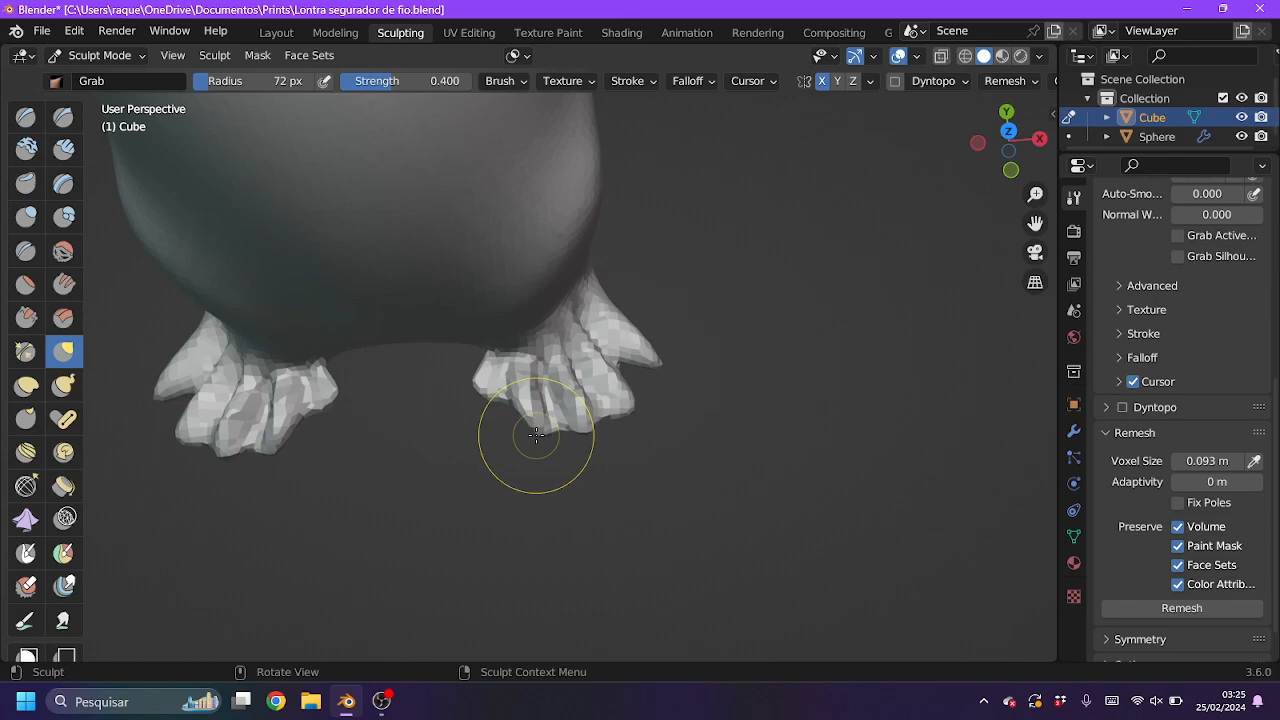 Blender* [C:\Users\raque\OneDrive\Documentos\Prints\Lontra segurador de fio.blend]
File Edit Render Window Help Layout Modeling Sculpting UV Editing Texture Paint Shading Animation Rendering Compositing G Scene ViewLayer
Sculpt Mode View Sculpt Mask Face Sets
Grab Radius 72 px Strength 0.400 Brush Texture Stroke Falloff Cursor X Y Z Dyntopo Remesh
User Perspective
(1) Cube
Y
Z
X
Scene Collection
Collection
Cube
Sphere
Auto-Smo... 0.000
Normal W... 0.000
Grab Active...
Grab Silhou...
Advanced
Texture
Stroke
Falloff
Cursor
Dyntopo
Remesh
Voxel Size 0.093 m
Adaptivity 0 m
Fix Poles
Preserve Volume
Paint Mask
Face Sets
Color Attrib...
Remesh
Symmetry
Sculpt Rotate View Sculpt Context Menu 3.6.0
Pesquisar
03:25
25/02/2024